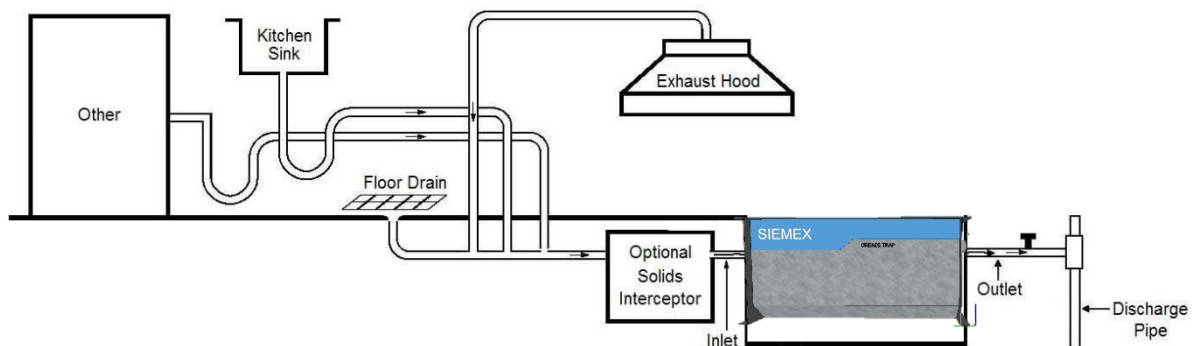 Kitchen
Sink
Exhaust Hood
Other
Floor Drain
SIEMEX
GREASE TRAP
Optional
Solids
Interceptor
Inlet
Outlet
Discharge
Pipe